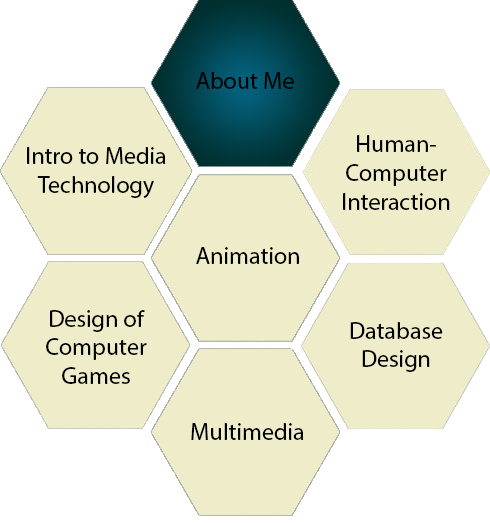 About Me
Intro to Media
Technology
Human-
Computer
Interaction
Animation
Design of
Computer
Games
Database
Design
Multimedia